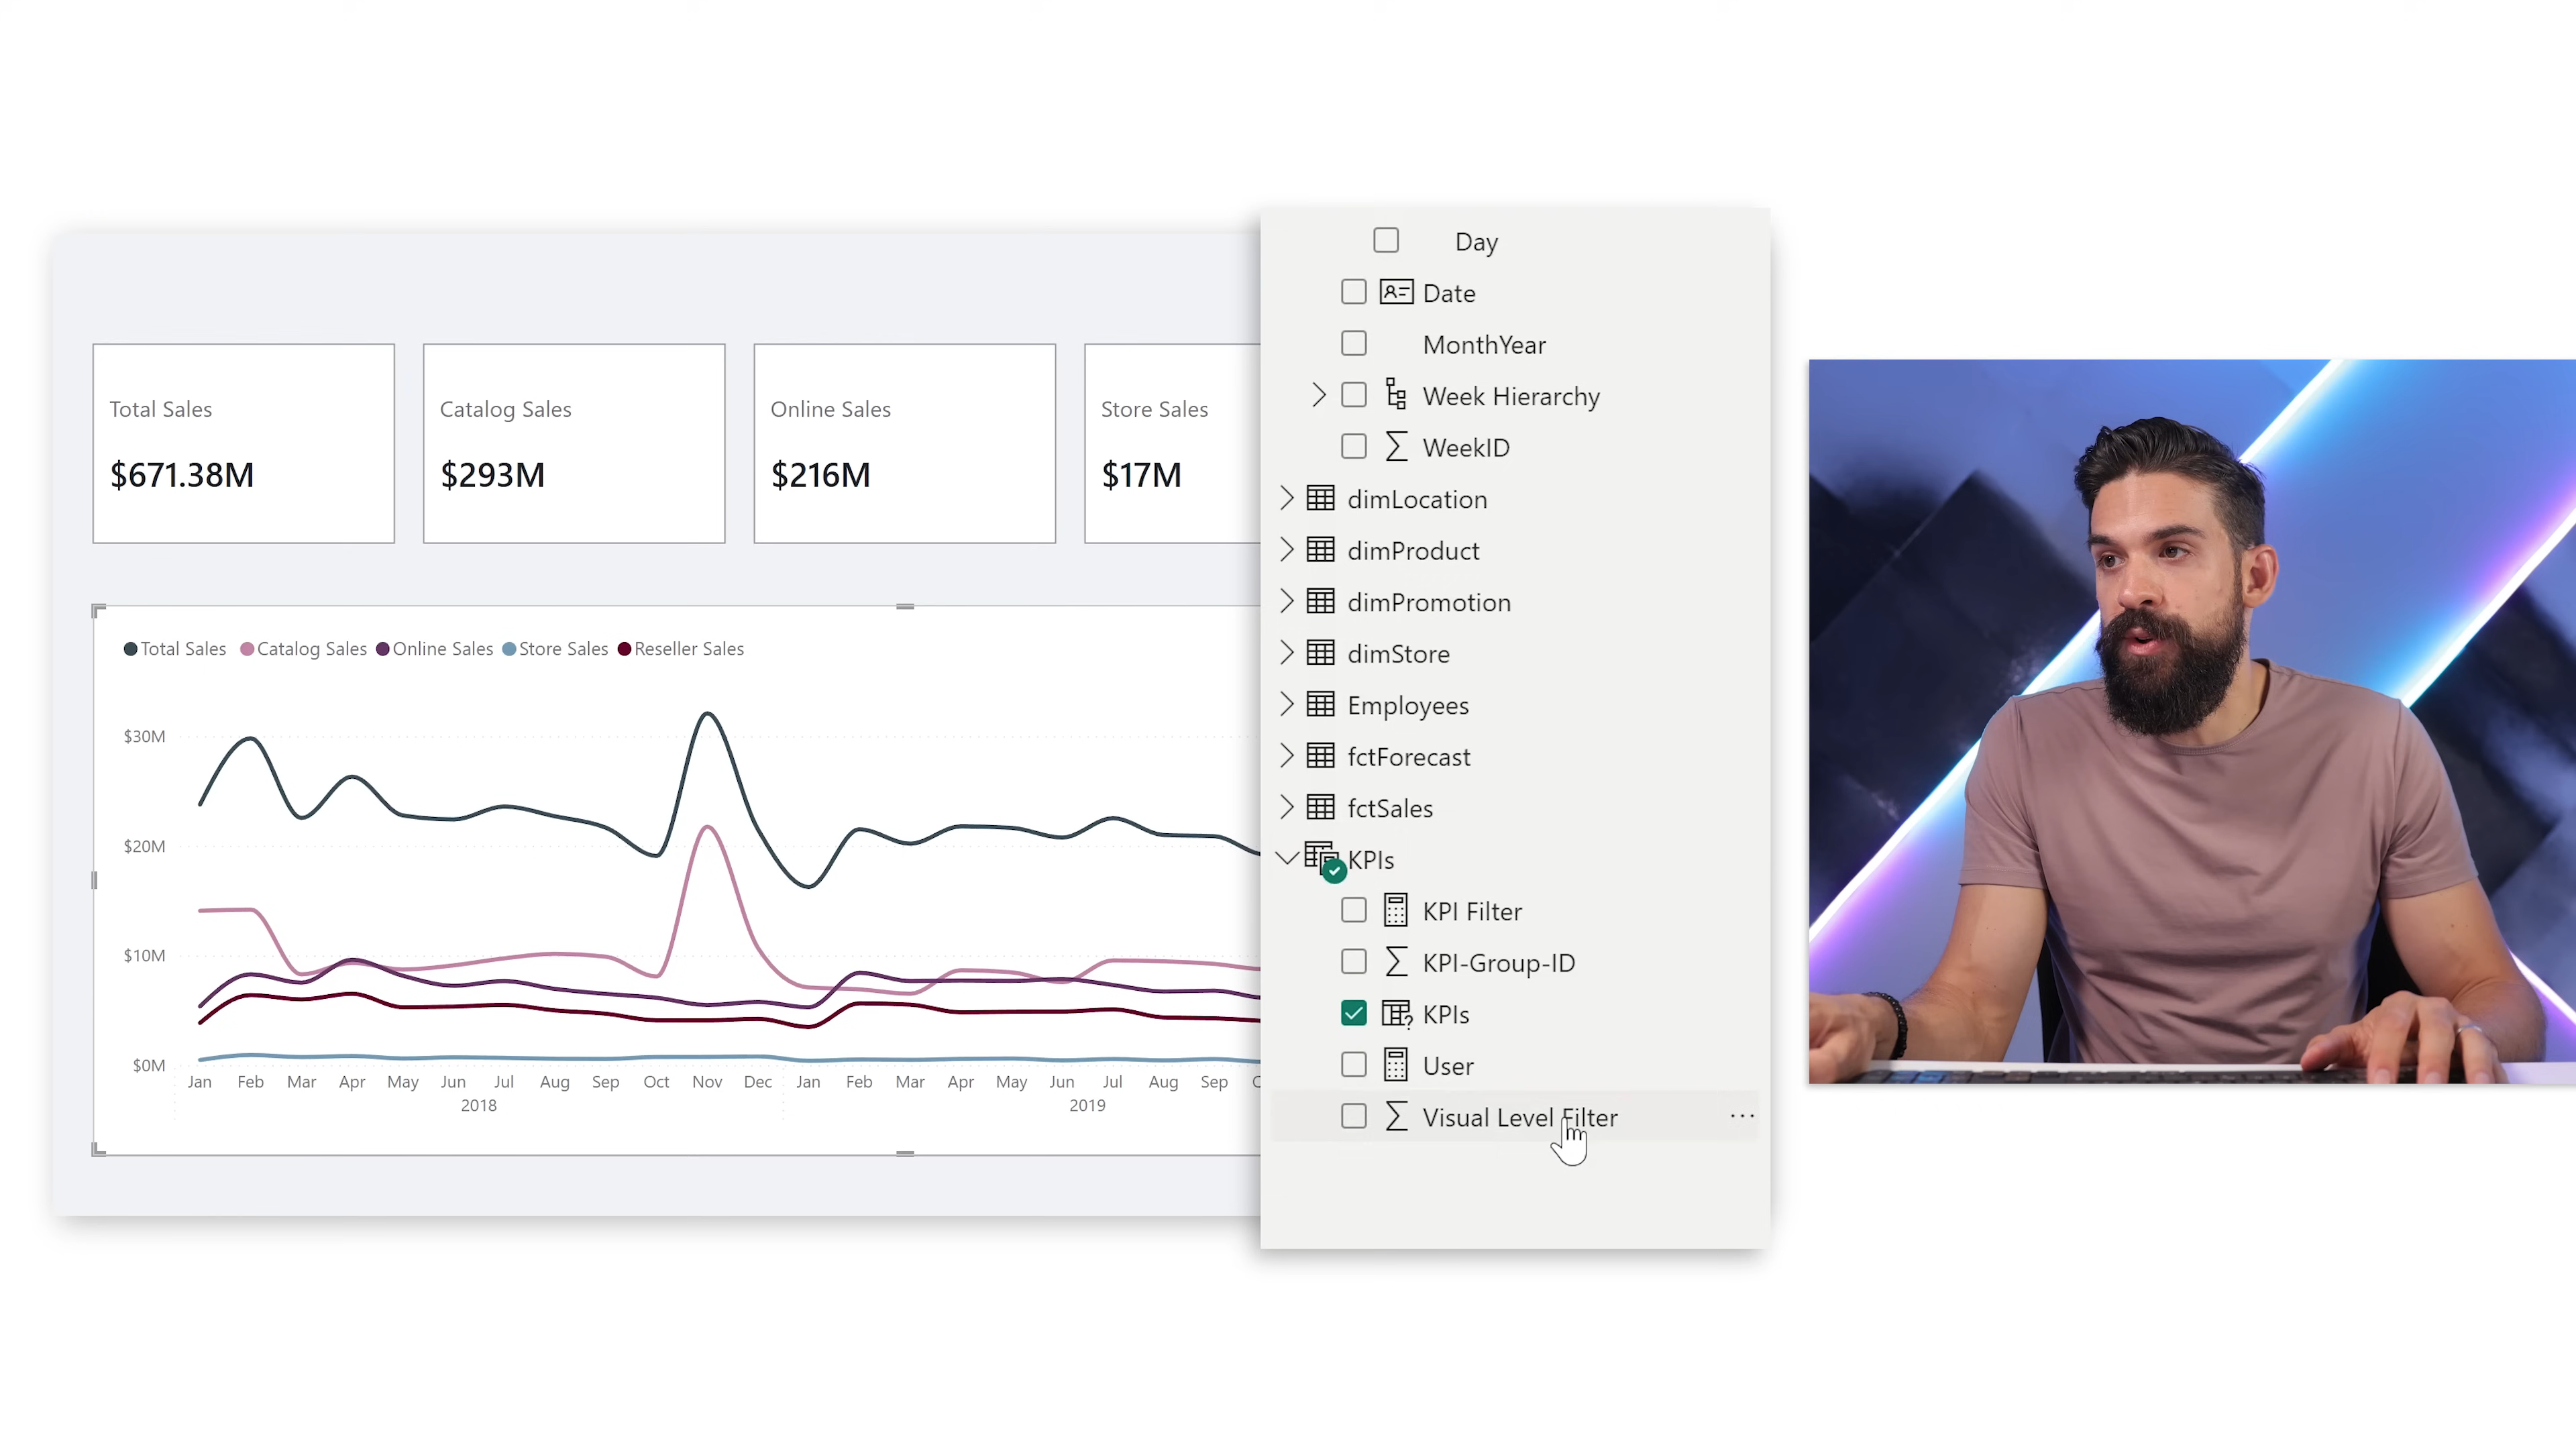 Total Sales
$671.38M
Catalog Sales
$293M
Online Sales
$216M
Store Sales
$17M
Total Sales Catalog Sales Online Sales Store Sales Reseller Sales
$30M
$20M
$10M
$0M
Jan Feb Mar Apr May Jun Jul Aug Sep Oct Nov Dec Jan Feb Mar Apr May Jun Jul Aug Sep
2018 2019
Day
Date
MonthYear
Week Hierarchy
WeekID
dimLocation
dimProduct
dimPromotion
dimStore
Employees
fctForecast
fctSales
KPIs
KPI Filter
KPI-Group-ID
KPIs
User
Visual Level Filter